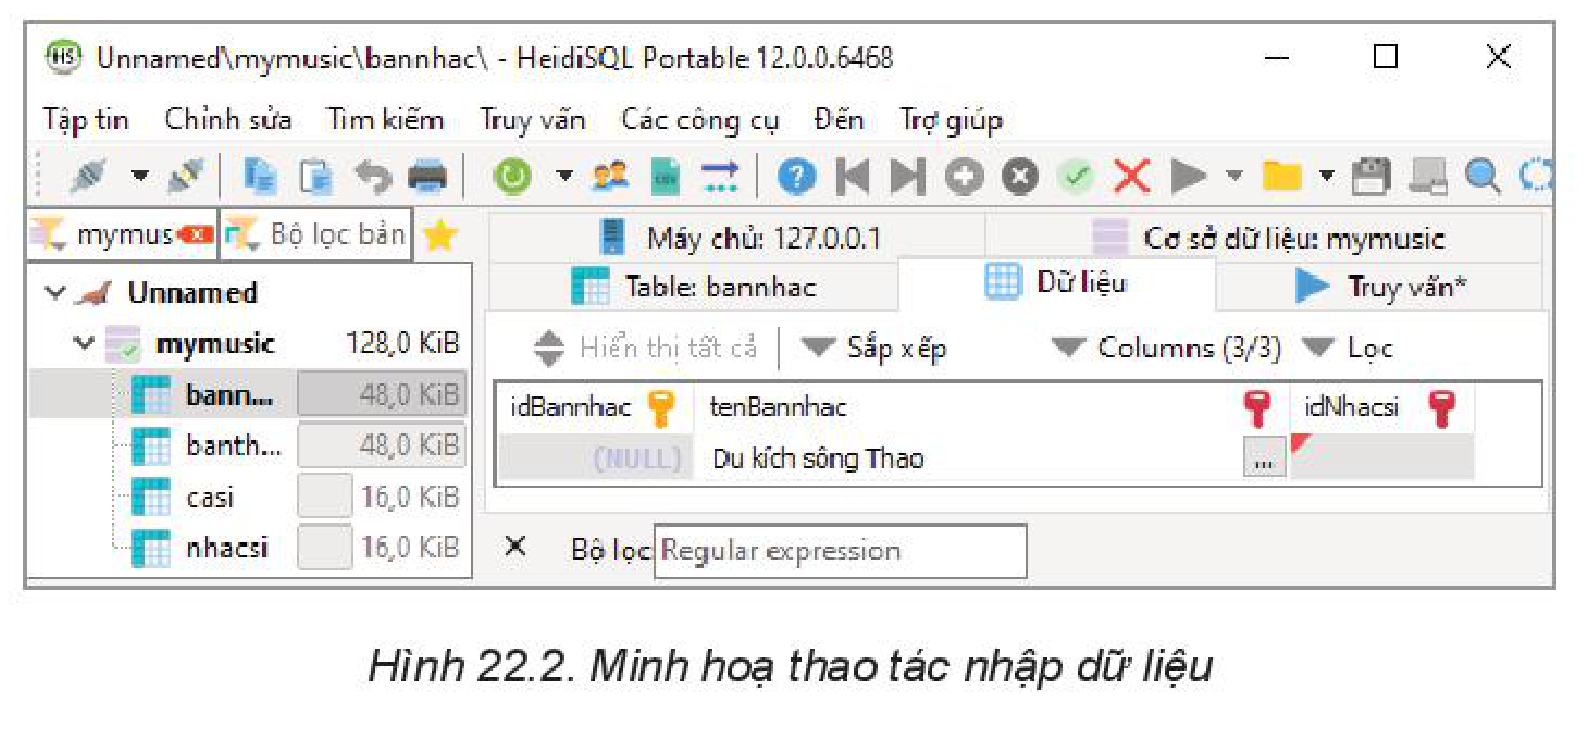 HS Unnamed\mymusic\bannhac\ - HeidiSQL Portable 12.0.0.6468
Tập tin Chỉnh sửa Tìm kiếm Truy vấn Các công cụ Đến Trợ giúp
mymus Bộ lọc bản
Máy chủ: 127.0.0.1 Cơ sở dữ liệu: mymusic
Table: bannhac Dữ liệu Truy vấn*
Unnamed
mymusic 128,0 KiB
bann... 48,0 KiB
banth... 48,0 KiB
casi 16,0 KiB
nhacsi 16,0 KiB
Hiển thị tất cả Sắp xếp Columns (3/3) Lọc
idBannhac tenBannhac idNhacsi
(NULL) Du kích sông Thao ...
Bộ lọc: Regular expression
Hình 22.2. Minh hoạ thao tác nhập dữ liệu